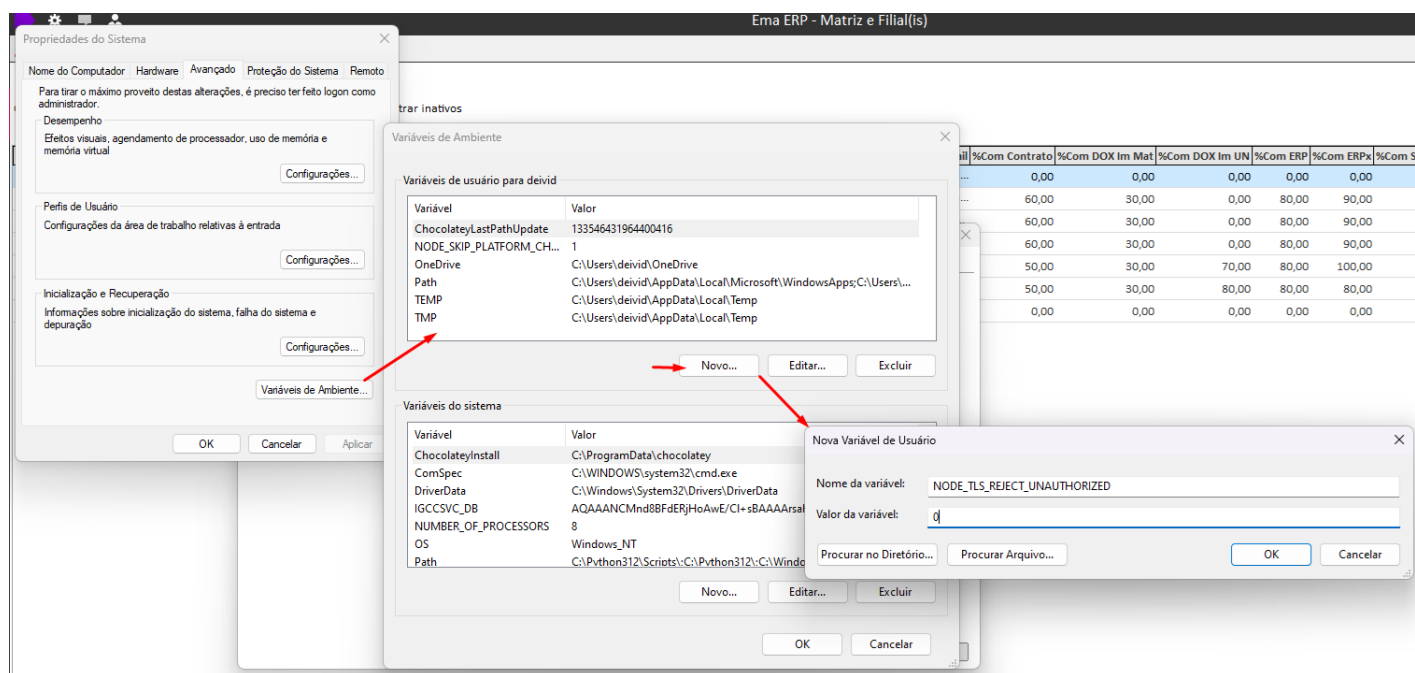 Ema ERP - Matriz e Filial(is)
Propriedades do Sistema
Nome do Computador Hardware Avançado Proteção do Sistema Remoto
Para tirar o máximo proveito destas alterações, é preciso ter feito logon como
administrador.
Desempenho
Efeitos visuais, agendamento de processador, uso de memória e
memória virtual
Configurações...
Perfis de Usuário
Configurações da área de trabalho relativas à entrada
Configurações...
Inicialização e Recuperação
Informações sobre inicialização do sistema, falha do sistema e
depuração
Configurações...
Variáveis de Ambiente...
OK Cancelar Aplicar
trar inativos
Variáveis de Ambiente
Variáveis de usuário para deivid
Variável Valor
ChocolateyLastPathUpdate 133546431964400416
NODE_SKIP_PLATFORM_CH... 1
OneDrive C:\Users\deivid\OneDrive
Path C:\Users\deivid\AppData\Local\Microsoft\WindowsApps;C:\Users\...
TEMP C:\Users\deivid\AppData\Local\Temp
TMP C:\Users\deivid\AppData\Local\Temp
Novo... Editar... Excluir
Variáveis do sistema
Variável Valor
ChocolateyInstall C:\ProgramData\chocolatey
ComSpec C:\WINDOWS\system32\cmd.exe
DriverData C:\Windows\System32\Drivers\DriverData
IGCCSVC_DB
NUMBER_OF_PROCESSORS 8
OS Windows_NT
Path C:\Python312\Scripts\;C:\Python312\;C:\Windo
Novo... Editar... Excluir
OK Cancelar
ail %Com Contrato %Com DOX Im Mat %Com DOX Im UN %Com ERP %Com ERPx %Com S
... 0,00 0,00 0,00 0,00 0,00
... 60,00 30,00 0,00 80,00 90,00
60,00 30,00 0,00 80,00 90,00
60,00 30,00 0,00 80,00 90,00
50,00 30,00 70,00 80,00 100,00
50,00 30,00 80,00 80,00 80,00
0,00 0,00 0,00 0,00 0,00
Nova Variável de Usuário
Nome da variável: NODE_TLS_REJECT_UNAUTHORIZED
Valor da variável: 0
Procurar no Diretório... Procurar Arquivo... OK Cancelar